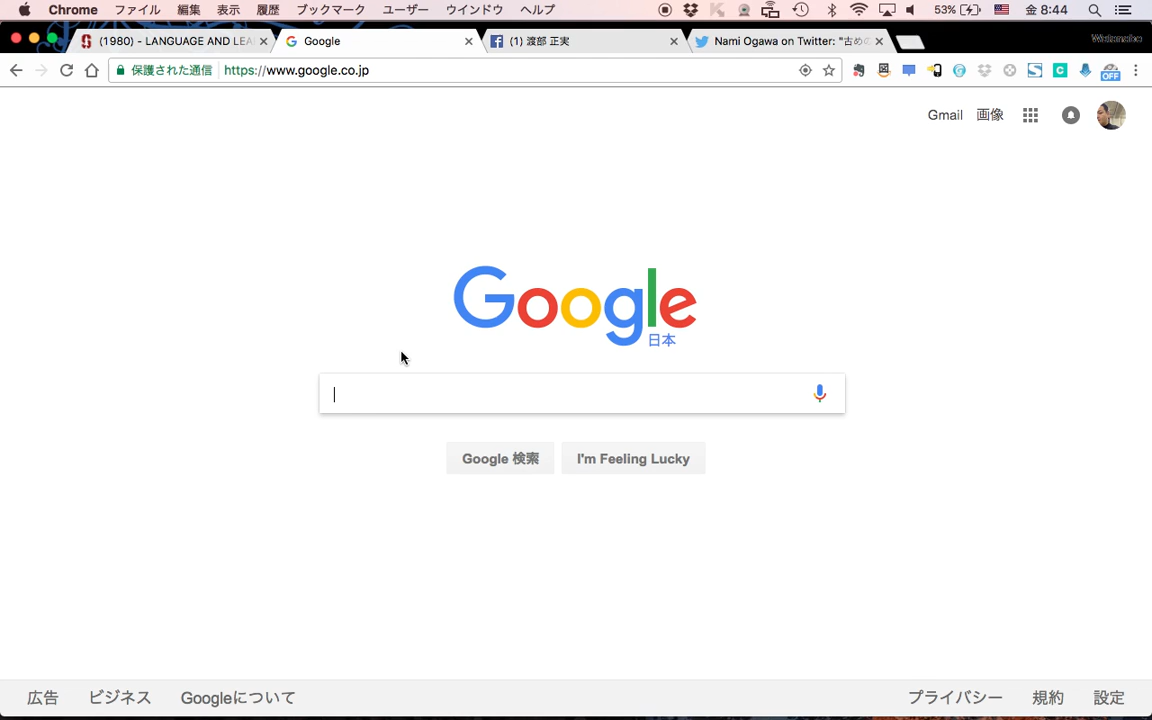 Chrome ファイル 編集 表示 履歴 ブックマーク ユーザー ウインドウ ヘルプ 53% 金 8:44
(1980) - LANGUAGE AND LEA Google (1) 渡部 正実 Nami Ogawa on Twitter: "古めの Watanabe
保護された通信 https://www.google.co.jp OFF
Gmail 画像
Google
日本
Google 検索 I'm Feeling Lucky
広告 ビジネス Googleについて プライバシー 規約 設定